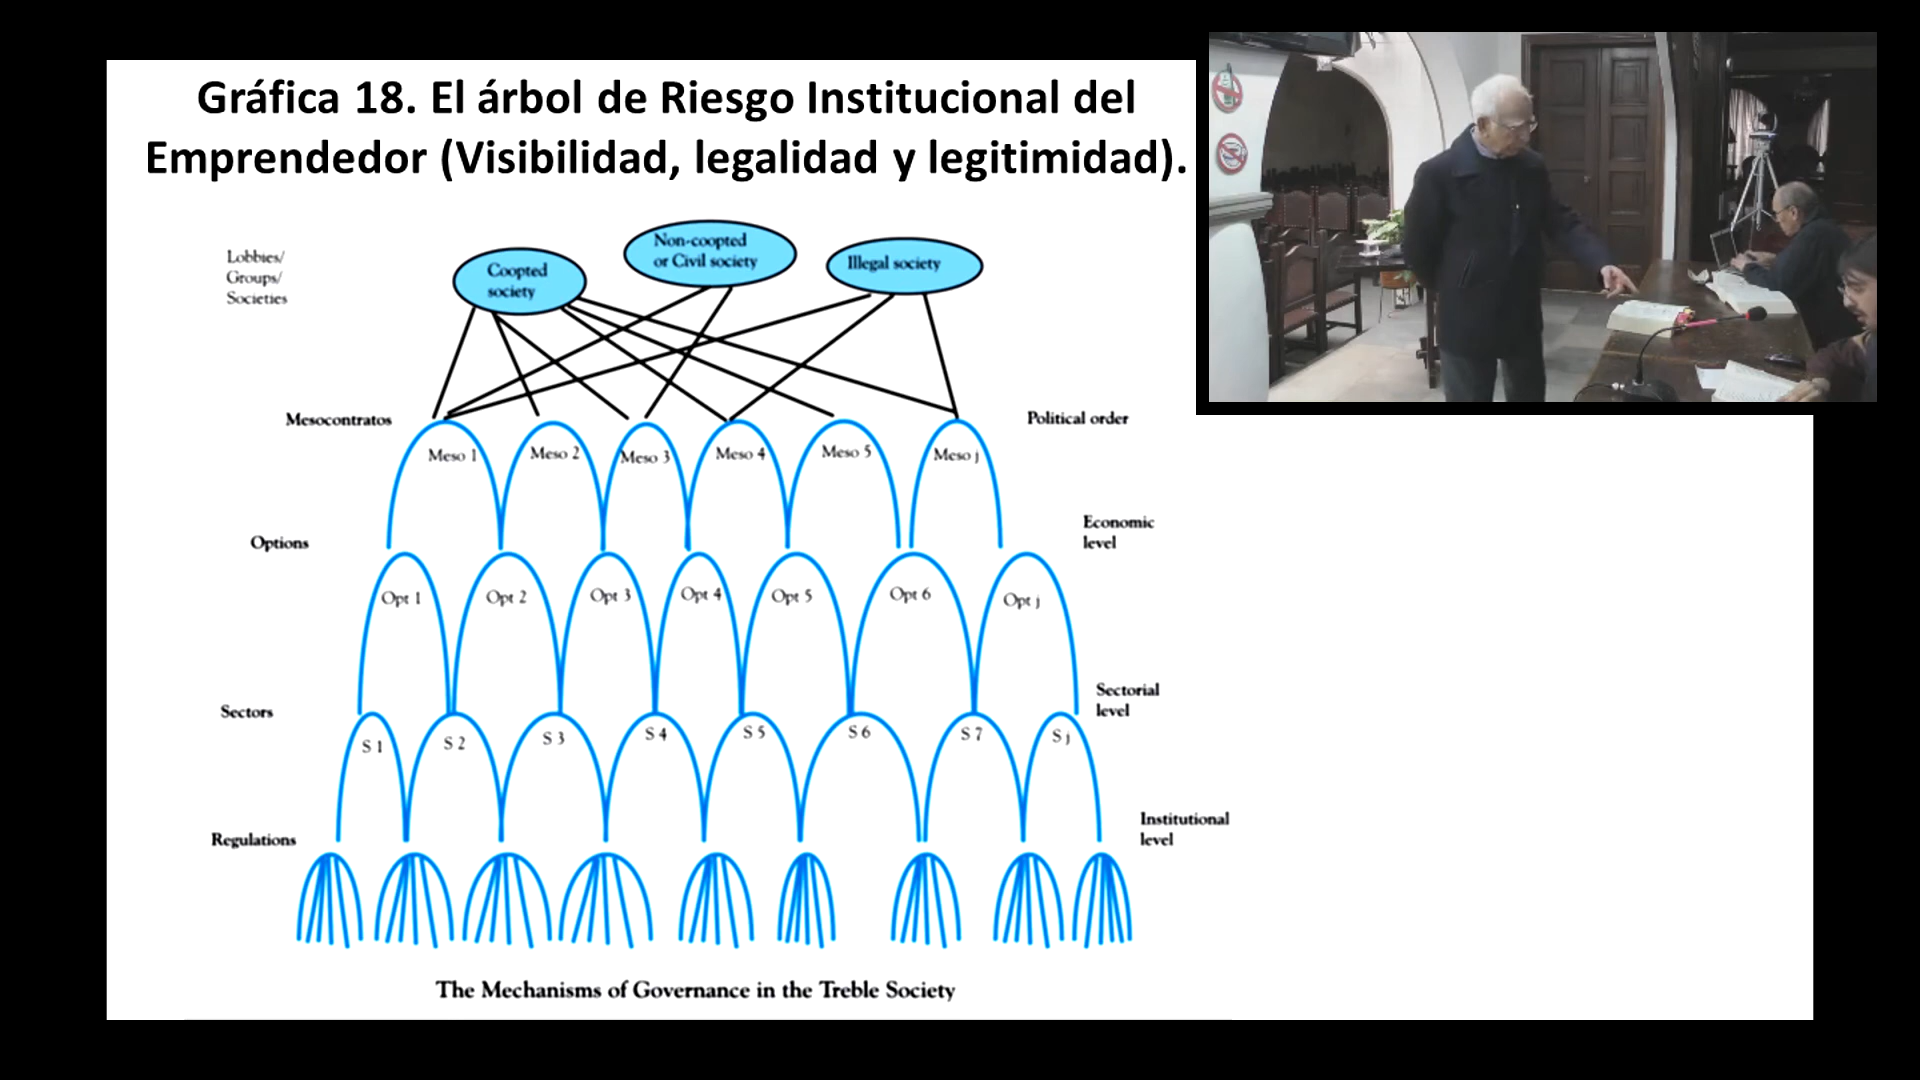 Gráfica 18. El árbol de Riesgo Institucional del
Emprendedor (Visibilidad, legalidad y legitimidad).
Lobbies/
Groups/
Societies
Coopted
society
Non-coopted
or Civil society
Illegal society
Mesocontratos
Political order
Meso 1
Meso 2
Meso 3
Meso 4
Meso 5
Meso j
Options
Economic
level
Opt 1
Opt 2
Opt 3
Opt 4
Opt 5
Opt 6
Opt j
Sectors
Sectorial
level
S 1
S 2
S 3
S 4
S 5
S 6
S 7
S j
Regulations
Institutional
level
The Mechanisms of Governance in the Treble Society